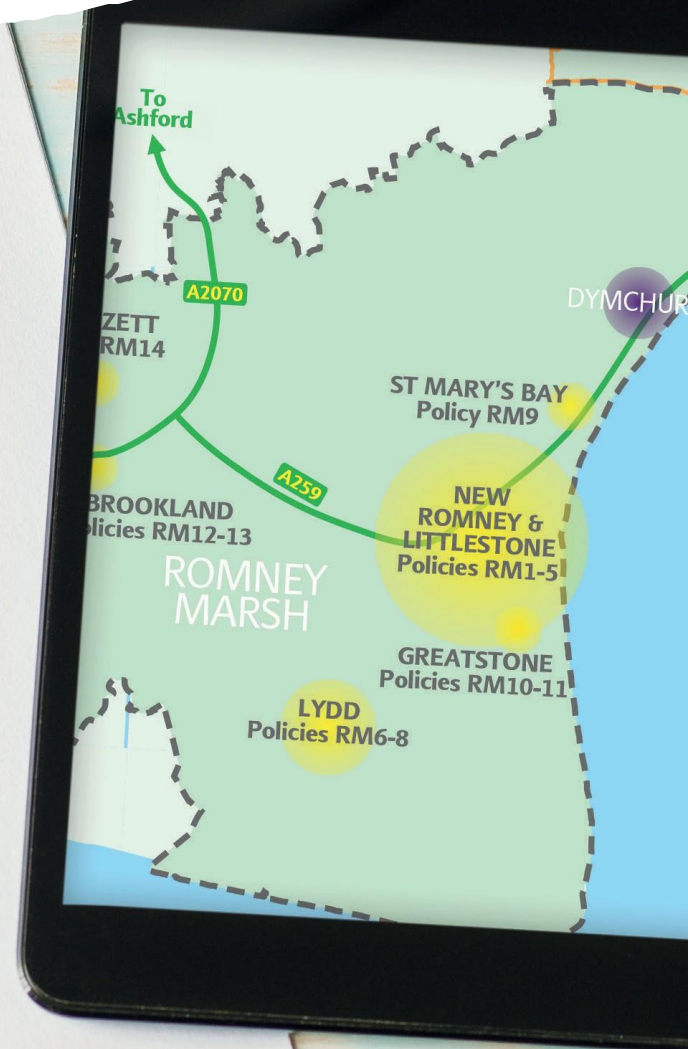 To
Ashford
A2070
DYMCHUR
ZETT
RM14
ST MARY'S BAY
Policy RM9
A259
NEW
ROMNEY &
LITTLESTONE
Policies RM1-5
BROOKLAND
licies RM12-13
ROMNEY
MARSH
GREATSTONE
Policies RM10-11
LYDD
Policies RM6-8